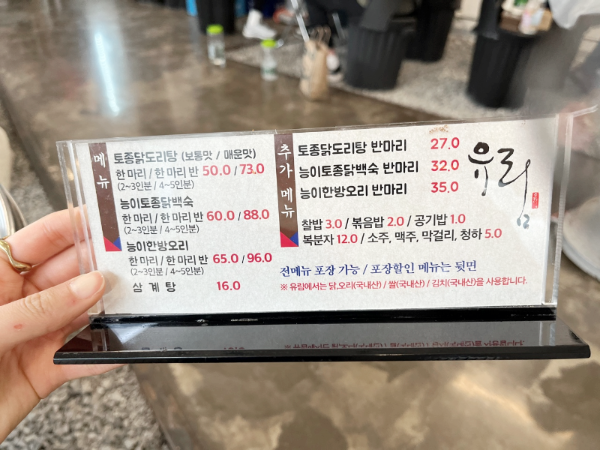 메뉴
토종닭도리탕 (보통맛 / 매운맛)
한 마리 / 한 마리 반 50.0 / 73.0
(2~3인분 / 4~5인분)
능이토종닭백숙
한 마리 / 한 마리 반 60.0 / 88.0
(2~3인분 / 4~5인분)
능이한방오리
한 마리 / 한 마리 반 65.0 / 96.0
(2~3인분 / 4~5인분)
삼계탕 16.0
추가메뉴
토종닭도리탕 반마리 27.0
능이토종닭백숙 반마리 32.0
능이한방오리 반마리 35.0
찰밥 3.0 / 볶음밥 2.0 / 공기밥 1.0
복분자 12.0 / 소주, 맥주, 막걸리, 청하 5.0
전메뉴 포장 가능 / 포장할인 메뉴는 뒷면
※ 유림에서는 닭,오리(국내산) / 쌀(국내산) / 김치(국내산)을 사용합니다.
유림